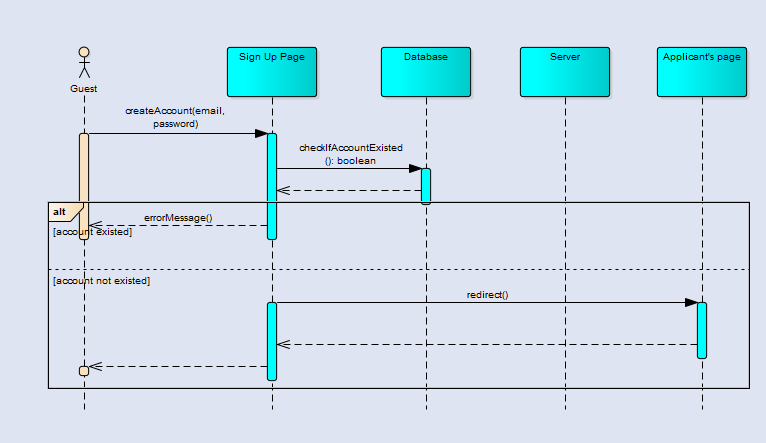 Sign Up Page
Database
Server
Applicant's page
Guest
createAccount(email,
password)
checkIfAccountExisted
(): boolean
alt
errorMessage()
[account existed]
[account not existed]
redirect()